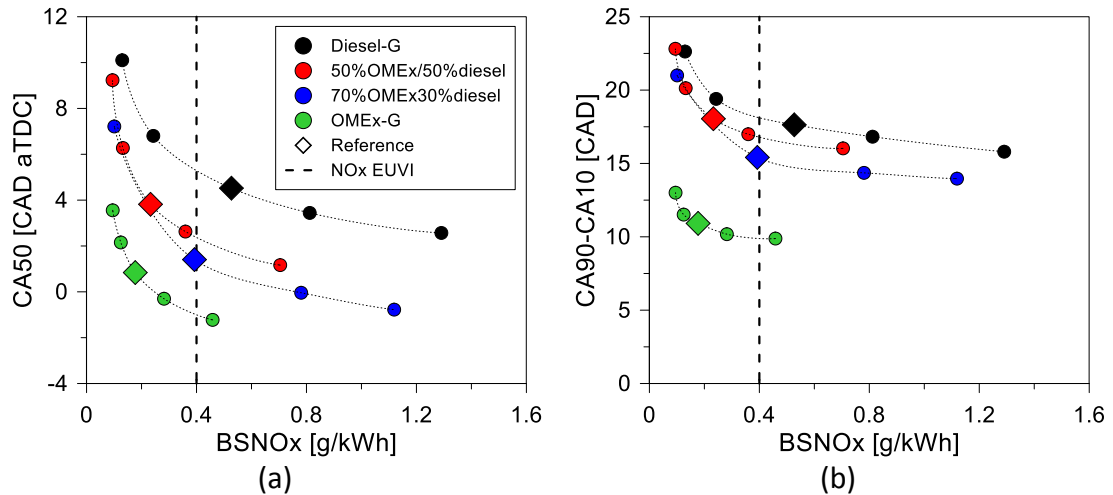 12
8
4
0
-4
CA50 [CAD aTDC]
Diesel-G
50%OMEx/50%diesel
70%OMEx30%diesel
OMEx-G
Reference
NOx EUVI
0 0.4 0.8 1.2 1.6
BSNOx [g/kWh]
(a)
25
20
15
10
5
0
CA90-CA10 [CAD]
0 0.4 0.8 1.2 1.6
BSNOx [g/kWh]
(b)